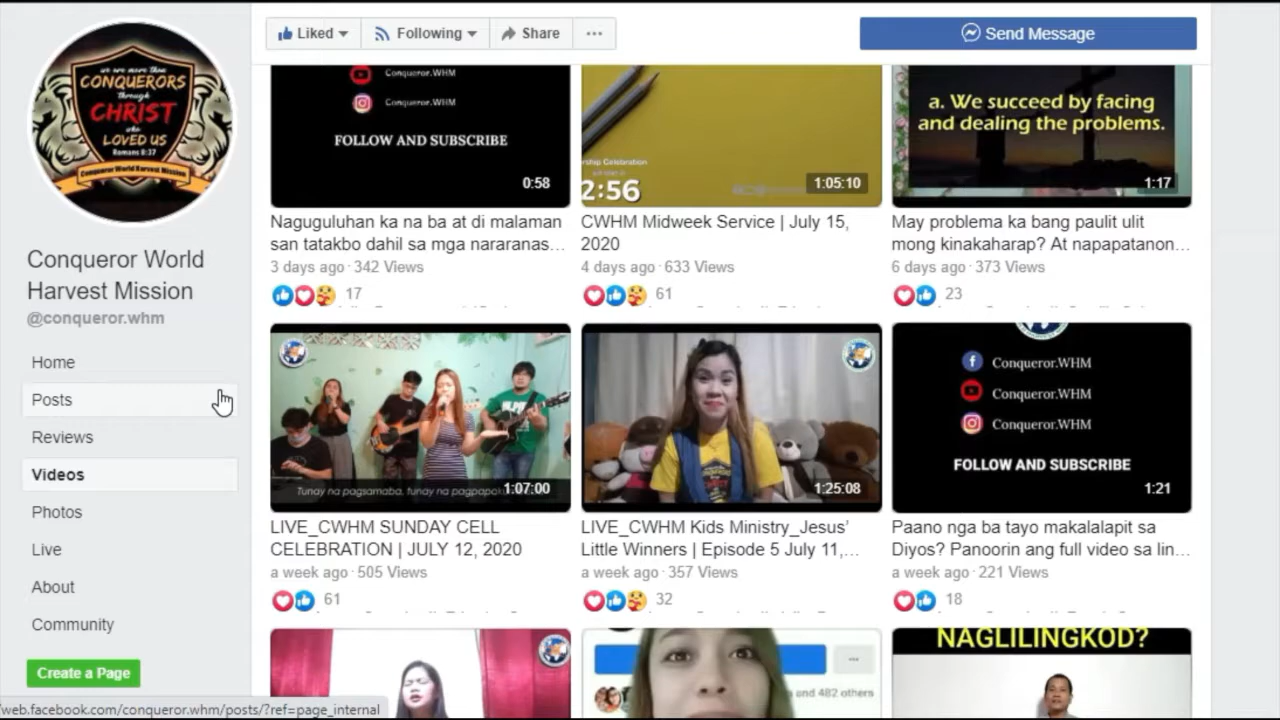 we are more than
CONQUERORS
through
CHRIST
who
LOVED US
Romans 8:37
Conqueror World Harvest Mission
Conqueror World
Harvest Mission
@conqueror.whm
Home
Posts
Reviews
Videos
Photos
Live
About
Community
Create a Page
web.facebook.com/conqueror.whm/posts/?ref=page_internal
Liked
Following
Share
Send Message
Conqueror.WHM
Conqueror.WHM
FOLLOW AND SUBSCRIBE
0:58
Naguguluhan ka na ba at di malaman
san tatakbo dahil sa mga nararanas...
3 days ago · 342 Views
17
rship Celebration
2:56
1:05:10
CWHM Midweek Service | July 15,
2020
4 days ago · 633 Views
61
a. We succeed by facing
and dealing the problems.
1:17
May problema ka bang paulit ulit
mong kinakaharap? At napapatanon...
6 days ago · 373 Views
23
Tunay na pagsamba, tunay na
1:07:00
LIVE_CWHM SUNDAY CELL
CELEBRATION | JULY 12, 2020
a week ago · 505 Views
61
1:25:08
LIVE_CWHM Kids Ministry_Jesus'
Little Winners | Episode 5 July 11,...
a week ago · 357 Views
32
Conqueror.WHM
Conqueror.WHM
Conqueror.WHM
FOLLOW AND SUBSCRIBE
1:21
Paano nga ba tayo makalalapit sa
Diyos? Panoorin ang full video sa lin...
a week ago · 221 Views
18
and 482 others
NAGLILINGKOD?